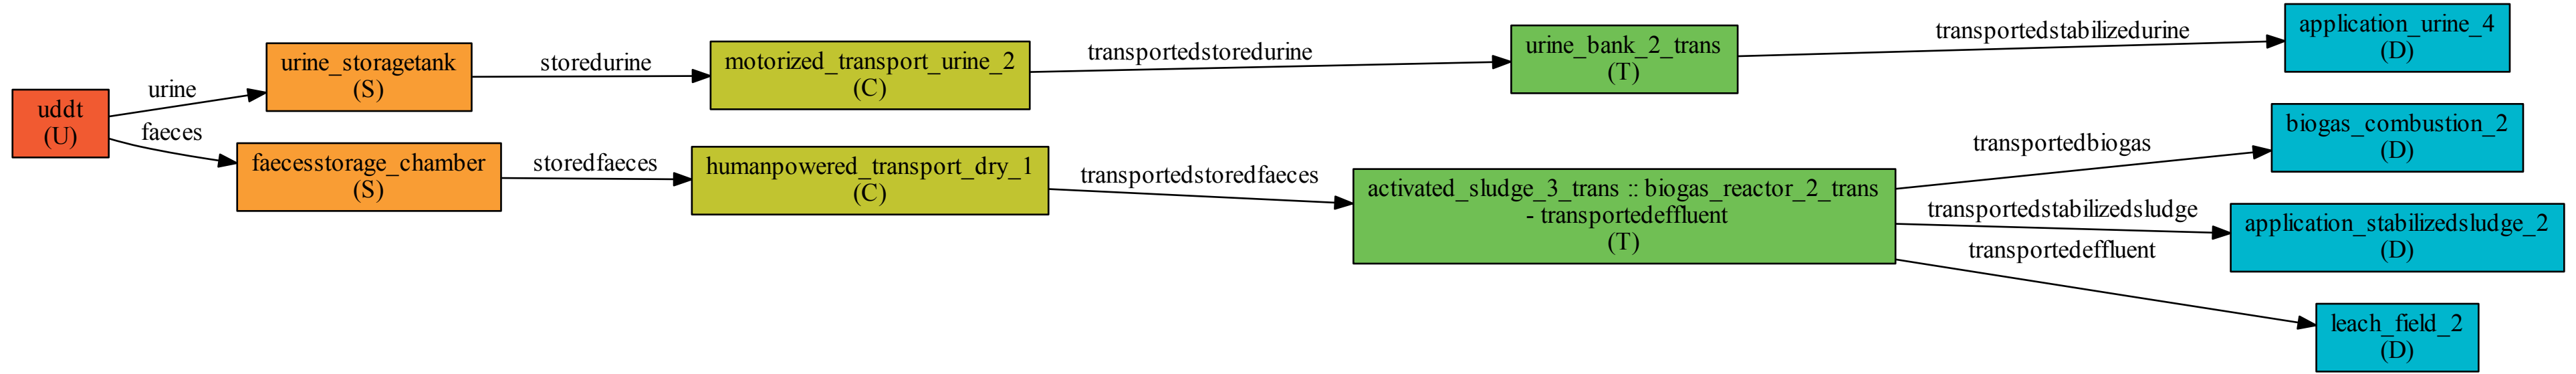 uddt
(U)
urine
faeces
urine_storagetank
(S)
faecesstorage_chamber
(S)
storedurine
storedfaeces
motorized_transport_urine_2
(C)
humanpowered_transport_dry_1
(C)
transportedstoredurine
transportedstoredfaeces
urine_bank_2_trans
(T)
activated_sludge_3_trans :: biogas_reactor_2_trans
- transportedeffluent
(T)
transportedstabilizedurine
transportedbiogas
transportedstabilizedsludge
transportedeffluent
application_urine_4
(D)
biogas_combustion_2
(D)
application_stabilizedsludge_2
(D)
leach_field_2
(D)